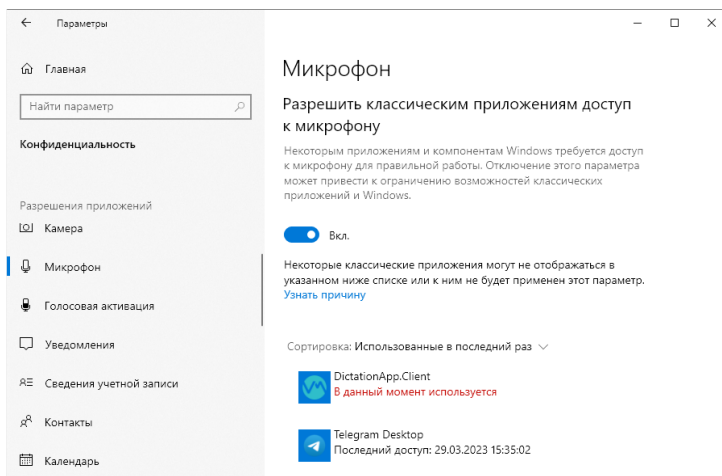 Параметры
Главная
Найти параметр
Конфиденциальность
Разрешения приложений
Камера
Микрофон
Голосовая активация
Уведомления
Сведения учетной записи
Контакты
Календарь
Микрофон
Разрешить классическим приложениям доступ
к микрофону
Некоторым приложениям и компонентам Windows требуется доступ
к микрофону для правильной работы. Отключение этого параметра
может привести к ограничению возможностей классических
приложений и Windows.
Вкл.
Некоторые классические приложения могут не отображаться в
указанном ниже списке или к ним не будет применен этот параметр.
Узнать причину
Сортировка: Использованные в последний раз
DictationApp.Client
В данный момент используется
Telegram Desktop
Последний доступ: 29.03.2023 15:35:02